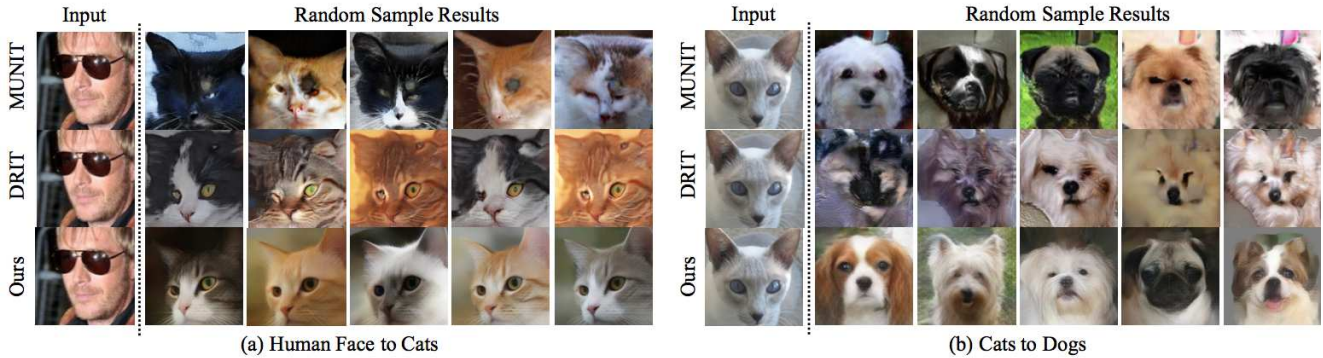 Input Random Sample Results
MUNIT
DRIT
Ours
(a) Human Face to Cats
Input Random Sample Results
MUNIT
DRIT
Ours
(b) Cats to Dogs